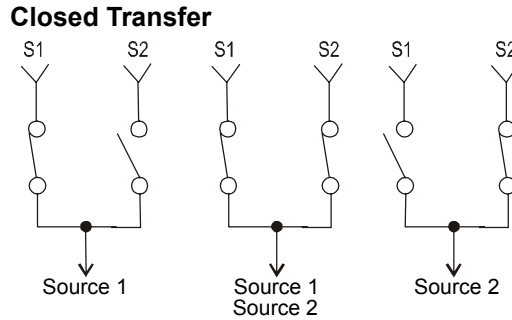 Closed Transfer
S1 S2 S1 S2 S1 S2
Source 1 Source 1 Source 2
Source 2